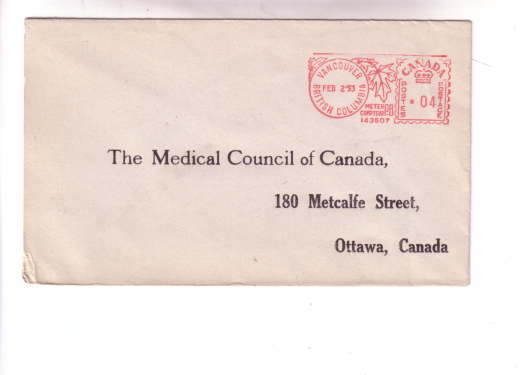 VANCOUVER
FEB 2'53
BRITISH COLUMBIA
METER
143607
CANADA
POSTES
POSTAGE
04
The Medical Council of Canada,
180 Metcalfe Street,
Ottawa, Canada